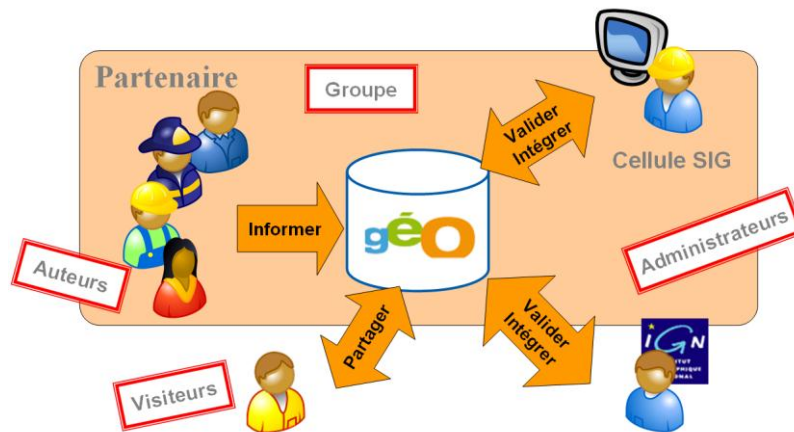 Partenaire
Groupe
Valider
Intégrer
Cellule SIG
Informer
géo
Auteurs
Administrateurs
Partager
Valider
Intégrer
IGN
Visiteurs